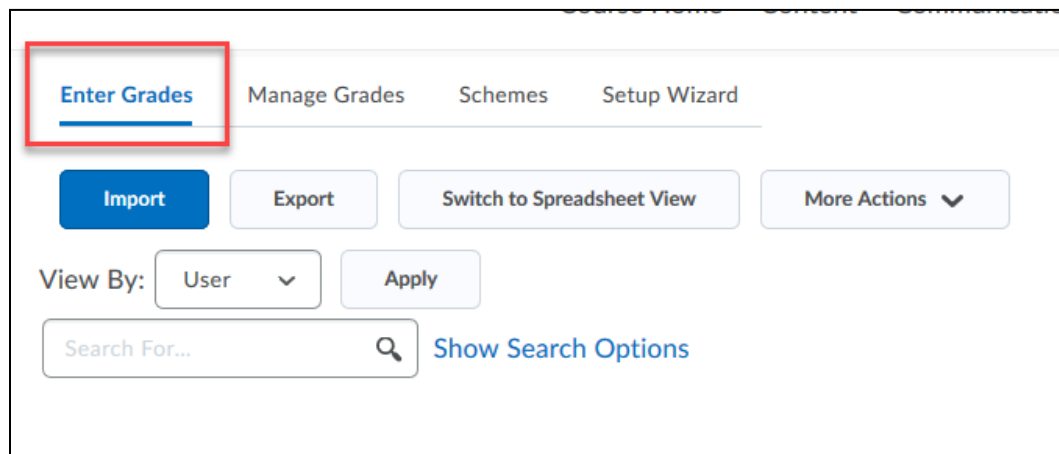 Enter Grades Manage Grades Schemes Setup Wizard
Import Export Switch to Spreadsheet View More Actions
View By: User Apply
Search For... Show Search Options